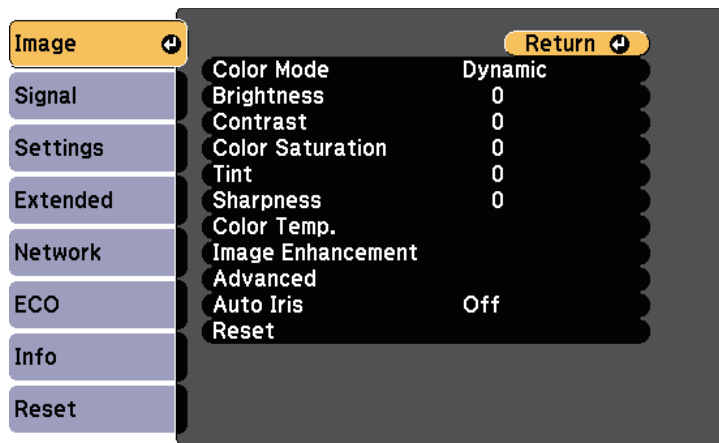 Image
Signal
Settings
Extended
Network
ECO
Info
Reset
Return
Color Mode Dynamic
Brightness 0
Contrast 0
Color Saturation 0
Tint 0
Sharpness 0
Color Temp.
Image Enhancement
Advanced
Auto Iris Off
Reset